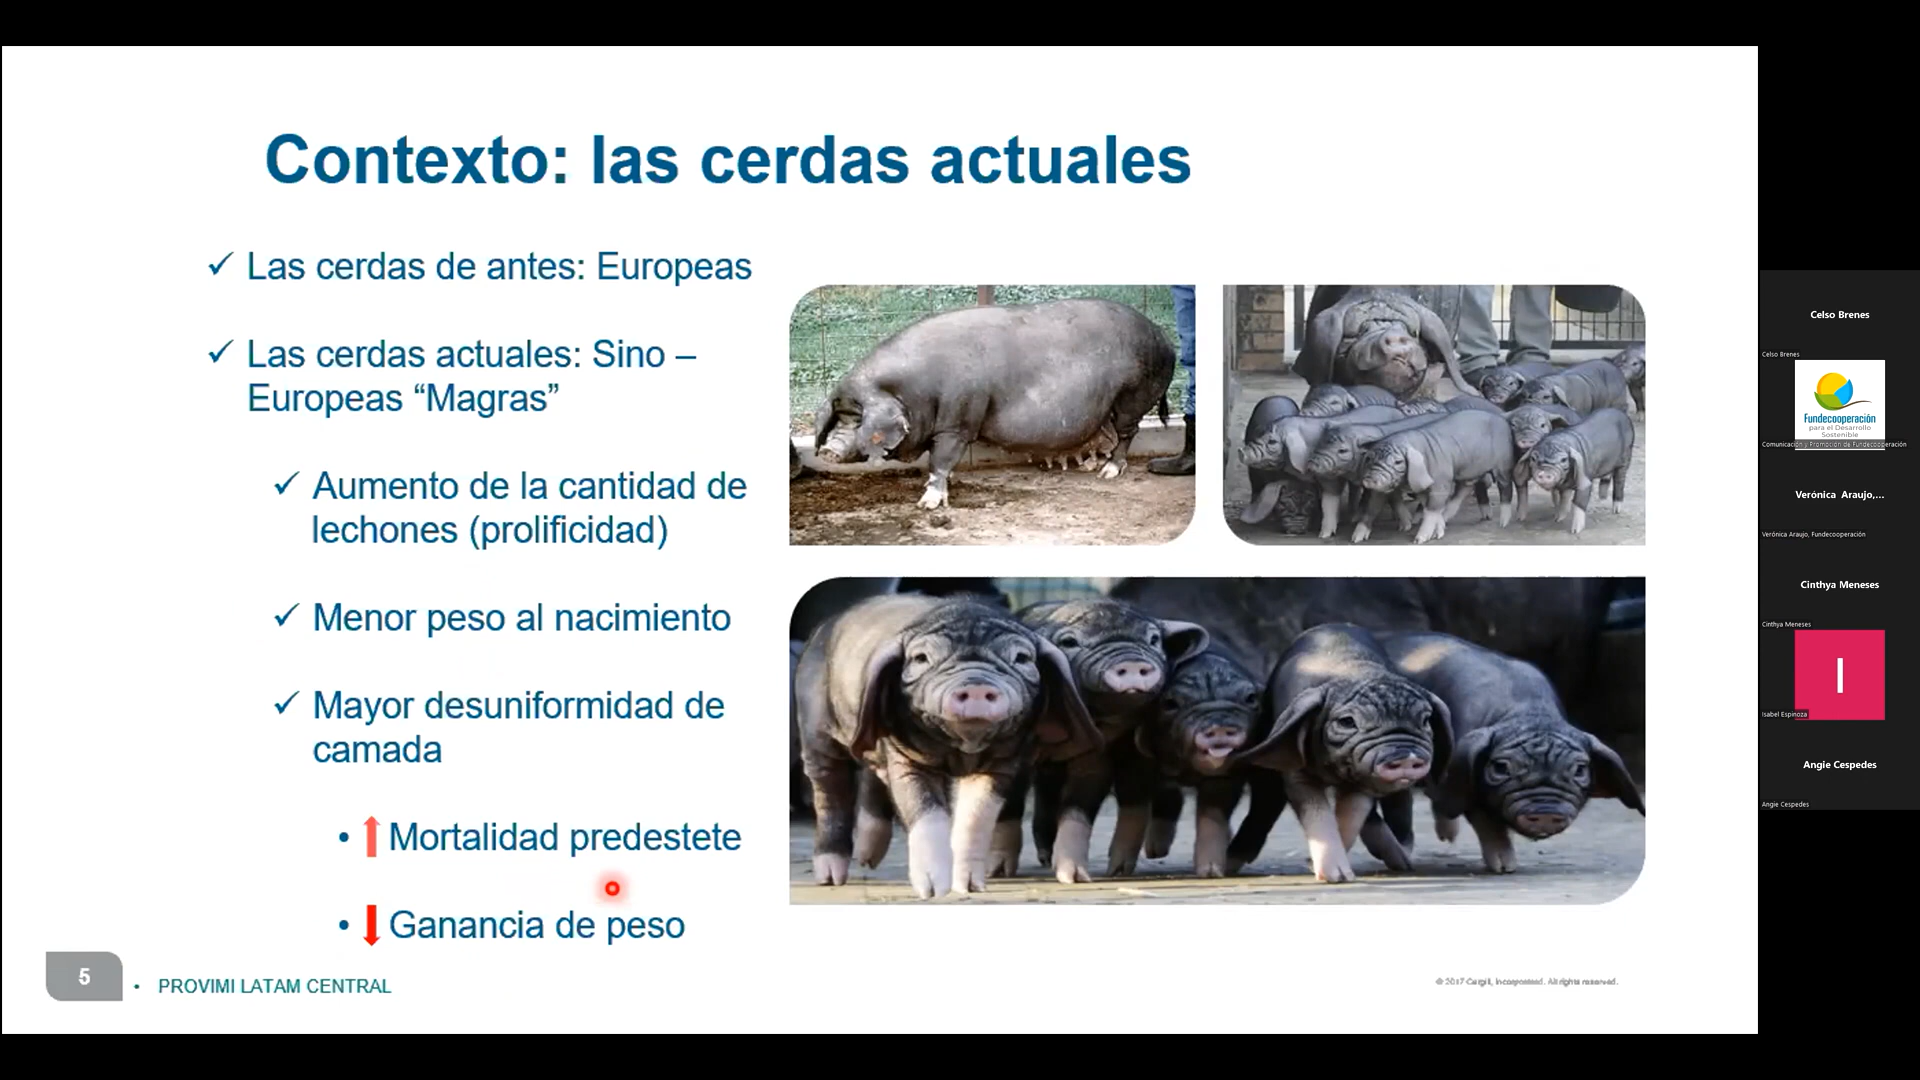 Contexto: las cerdas actuales
✓ Las cerdas de antes: Europeas
✓ Las cerdas actuales: Sino –
Europeas “Magras”
✓ Aumento de la cantidad de
lechones (prolificidad)
✓ Menor peso al nacimiento
✓ Mayor desuniformidad de
camada
• Mortalidad predestete
• Ganancia de peso
5
• PROVIMI LATAM CENTRAL
© 2017 Cargill, Incorporated. All rights reserved.
Celso Brenes
Celso Brenes
Fundecooperación
para el Desarrollo
Sostenible
Comunicación y Promoción de Fundecooperación
Verónica Araujo,...
Verónica Araujo, Fundecooperación
Cinthya Meneses
Cinthya Meneses
I
Isabel Espinoza
Angie Cespedes
Angie Cespedes